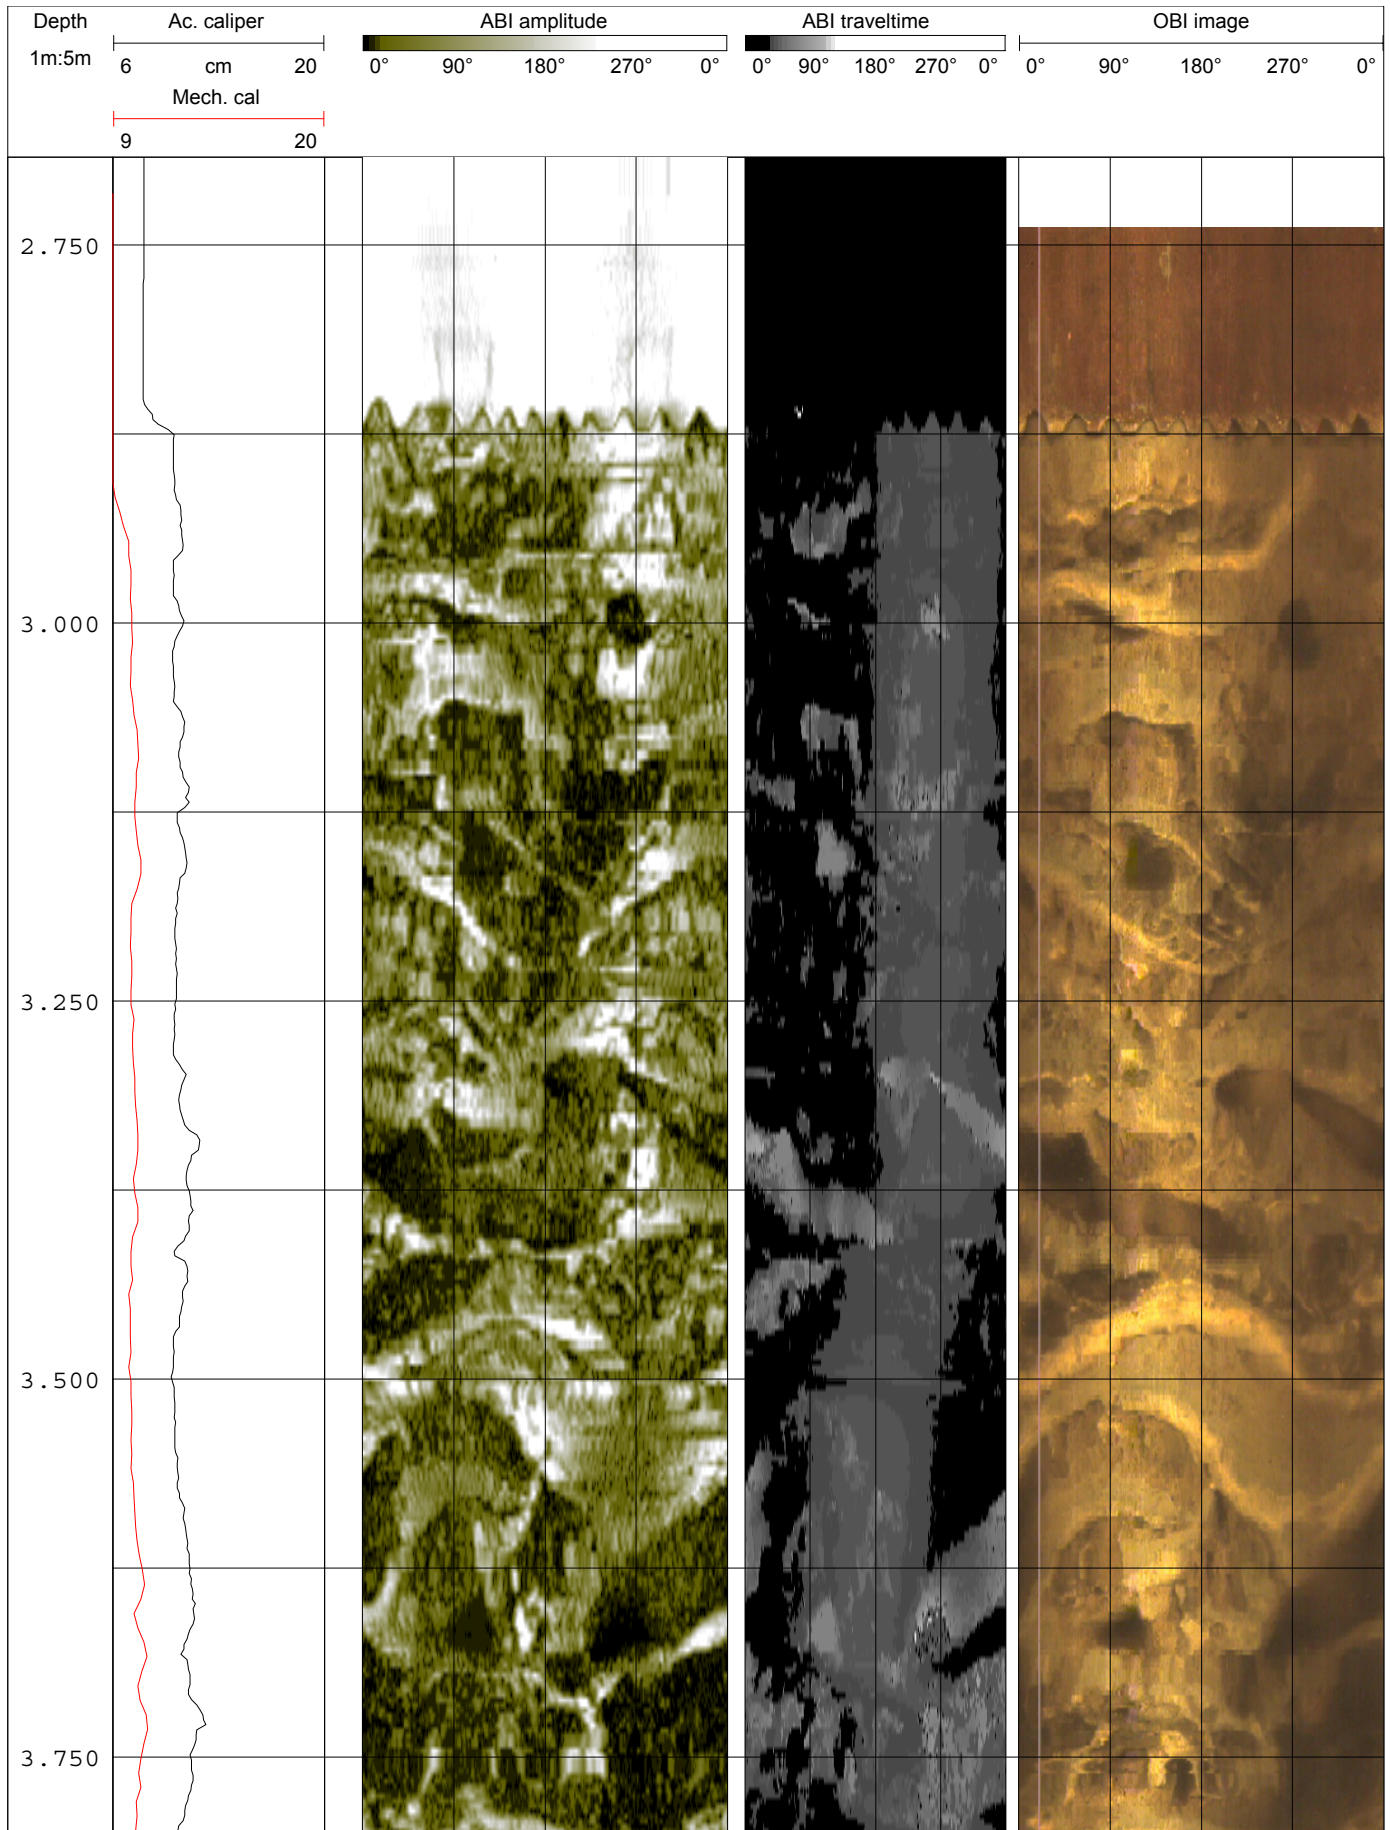 Depth Ac. caliper ABI amplitude ABI traveltime OBI image
1m:5m 6 cm 20 0° 90° 180° 270° 0° 0° 90° 180° 270° 0° 0° 90° 180° 270° 0°
Mech. cal
9 20
2.750
3.000
3.250
3.500
3.750